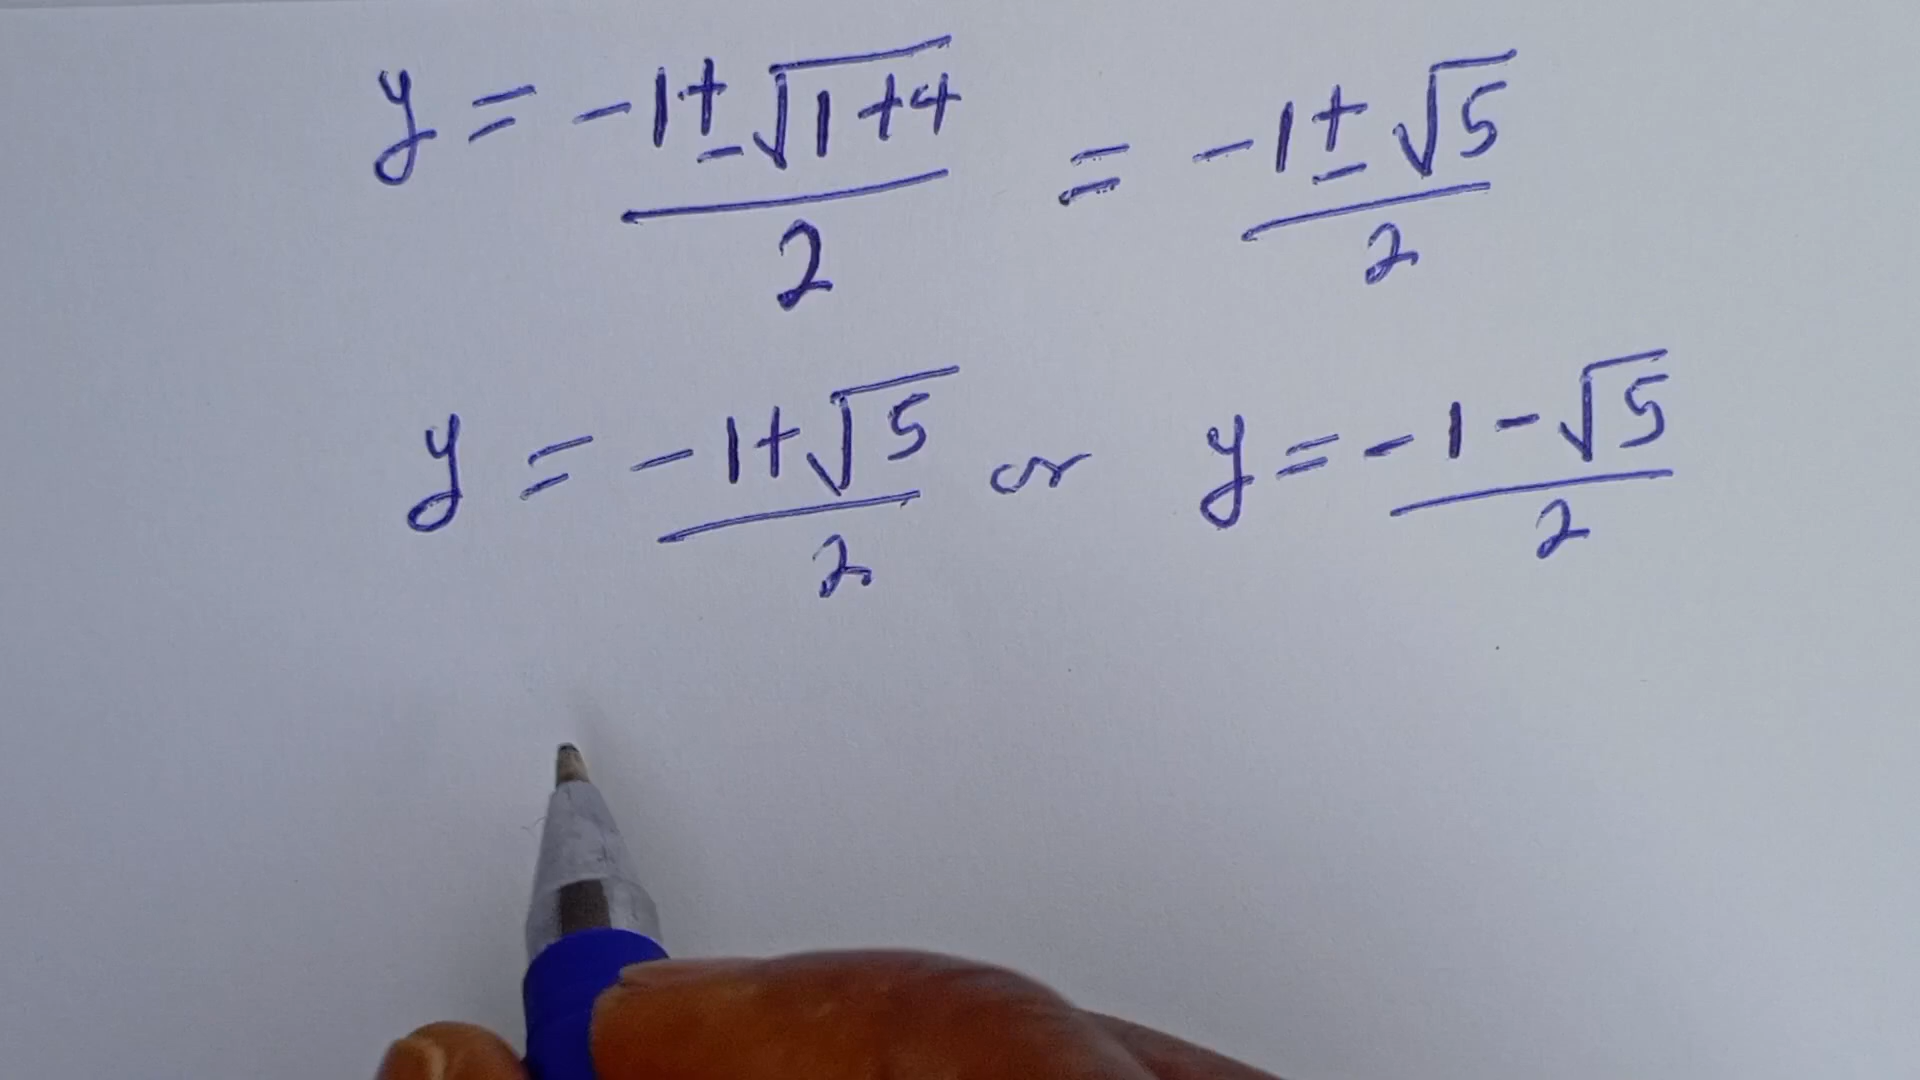 y = -1±√1+4/2 = -1±√5/2
y = -1+√5/2 or y = -1-√5/2